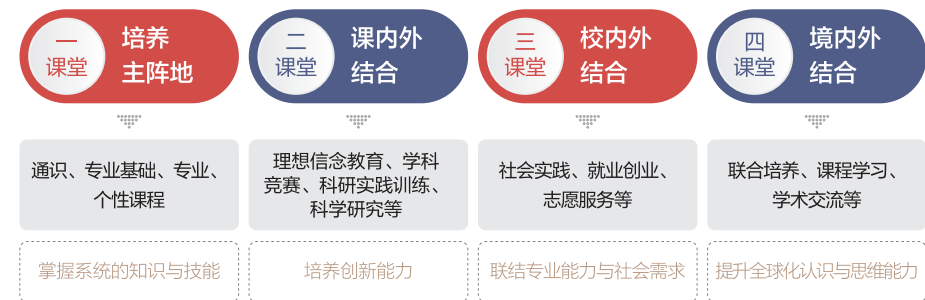 一
课堂
培养
主阵地
二
课堂
课内外
结合
三
课堂
校内外
结合
四
课堂
境内外
结合
通识、专业基础、专业、
个性课程
理想信念教育、学科
竞赛、科研实践训练、
科学研究等
社会实践、就业创业、
志愿服务等
联合培养、课程学习、
学术交流等
掌握系统的知识与技能
培养创新能力
联结专业能力与社会需求
提升全球化认识与思维能力